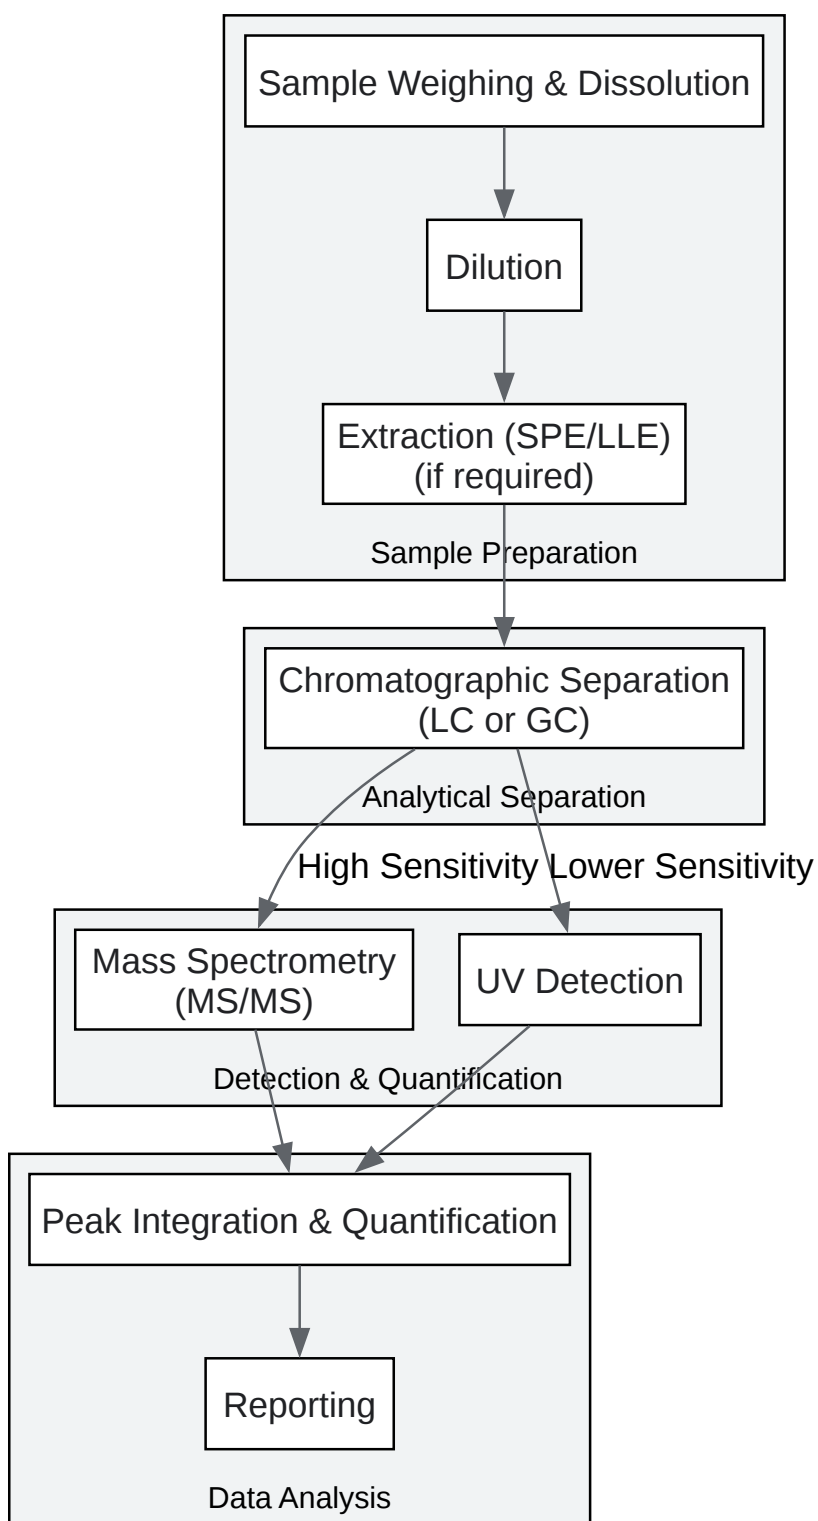 Sample Weighing & Dissolution
Dilution
Extraction (SPE/LLE)
(if required)
Sample Preparation
Chromatographic Separation
(LC or GC)
Analytical Separation
High Sensitivity
Lower Sensitivity
Mass Spectrometry
(MS/MS)
UV Detection
Detection & Quantification
Peak Integration & Quantification
Reporting
Data Analysis